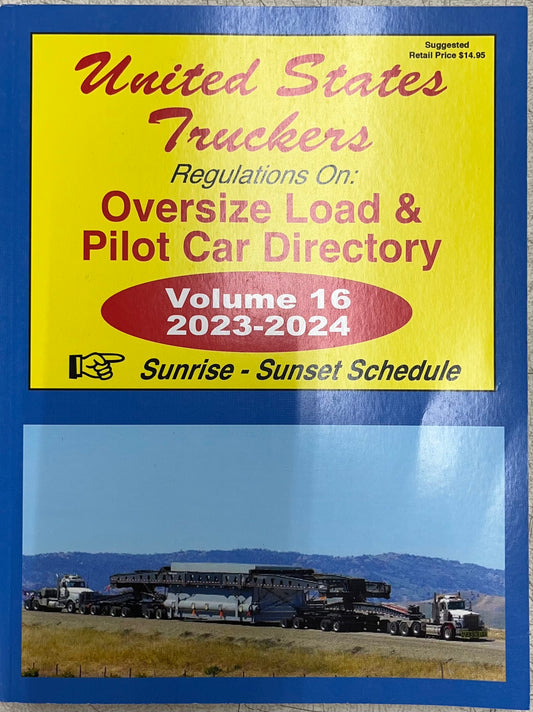 Suggested
Retail Price $14.95
United States
Truckers
Regulations On:
Oversize Load &
Pilot Car Directory
Volume 16
2023-2024
Sunrise - Sunset Schedule